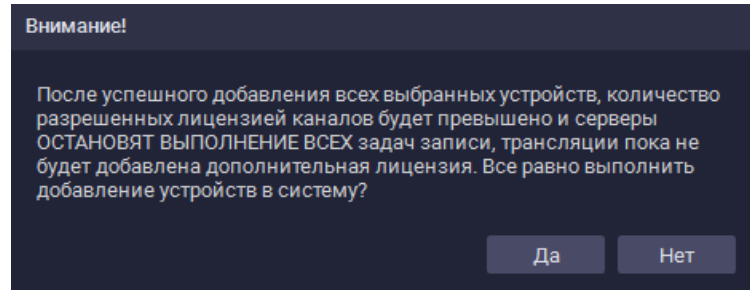 Внимание!
После успешного добавления всех выбранных устройств, количество
разрешенных лицензией каналов будет превышено и серверы
ОСТАНОВЯТ ВЫПОЛНЕНИЕ ВСЕХ задач записи, трансляции пока не
будет добавлена дополнительная лицензия. Все равно выполнить
добавление устройств в систему?
Да Нет